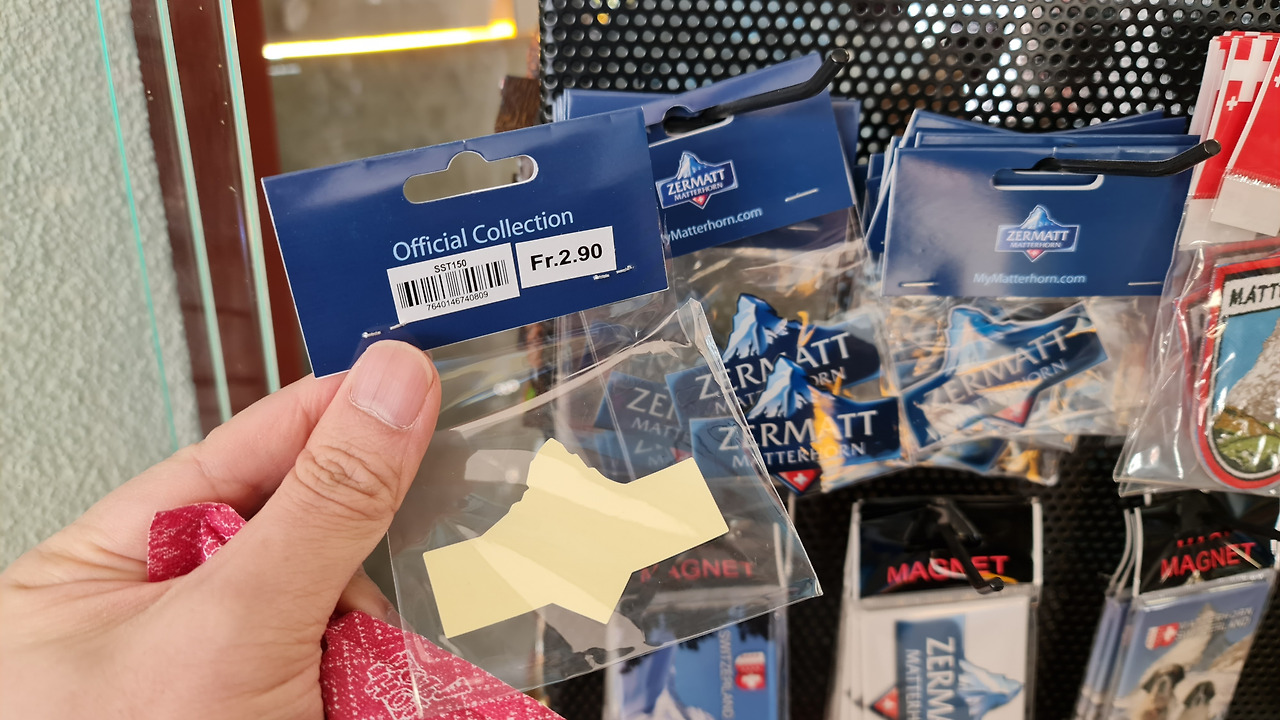 Official Collection
SST150
7640146740809
Fr.2.90
ZERMATT
MATTERHORN
MyMatterhorn.com
ZERMATT
MATTERHORN
MyMatterhorn.com
ZERMATT
ZERMATT
MATTERHORN
ZERMATT
MATTERHORN
MAGNET
MAGNET
MAGNET
SWITZERLAND
MATTERHORN